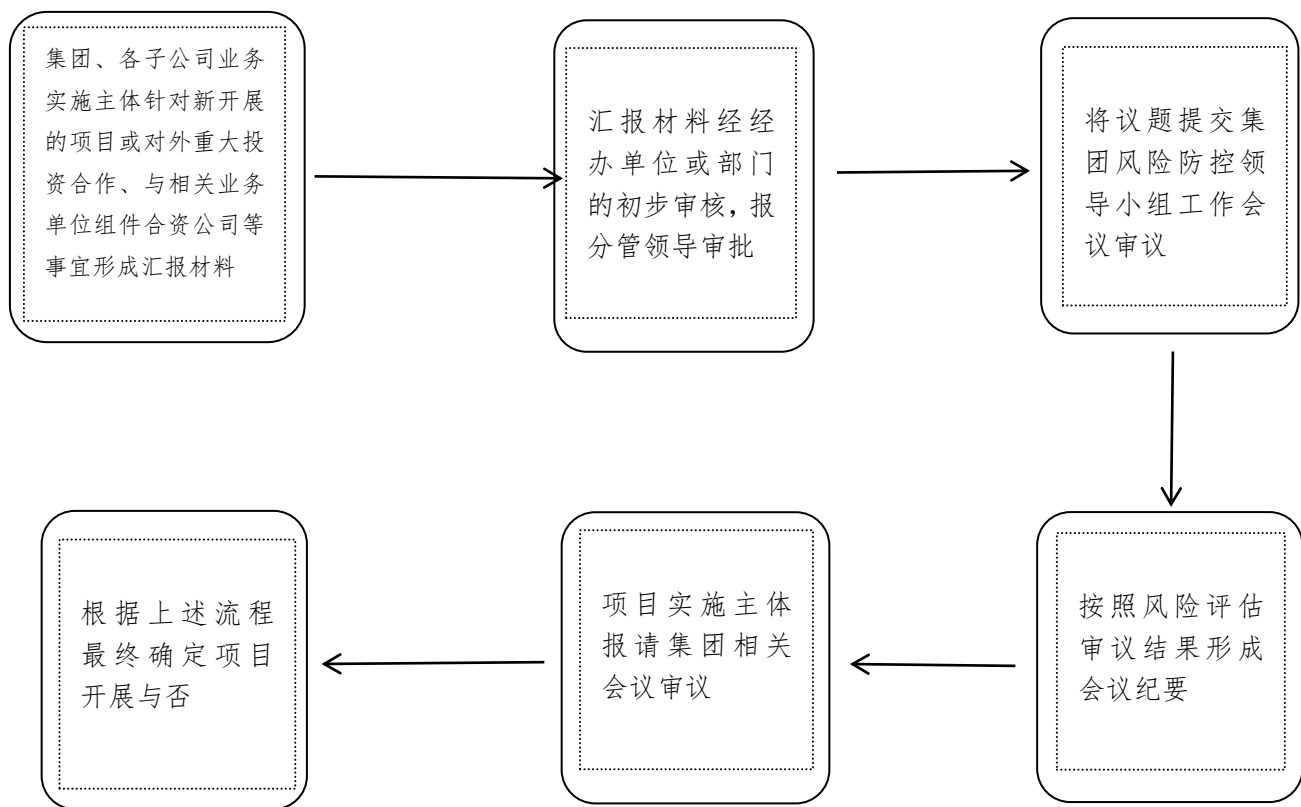 集团、各子公司业务
实施主体针对新开展
的项目或对外重大投
资合作、与相关业务
单位组件合资公司等
事宜形成汇报材料
汇报材料经经
办单位或部门
的初步审核，报
分管领导审批
将议题提交集
团风险防控领
导小组工作会
议审议
按照风险评估
审议结果形成
会议纪要
项目实施主体
报请集团相关
会议审议
根据上述流程
最终确定项目
开展与否